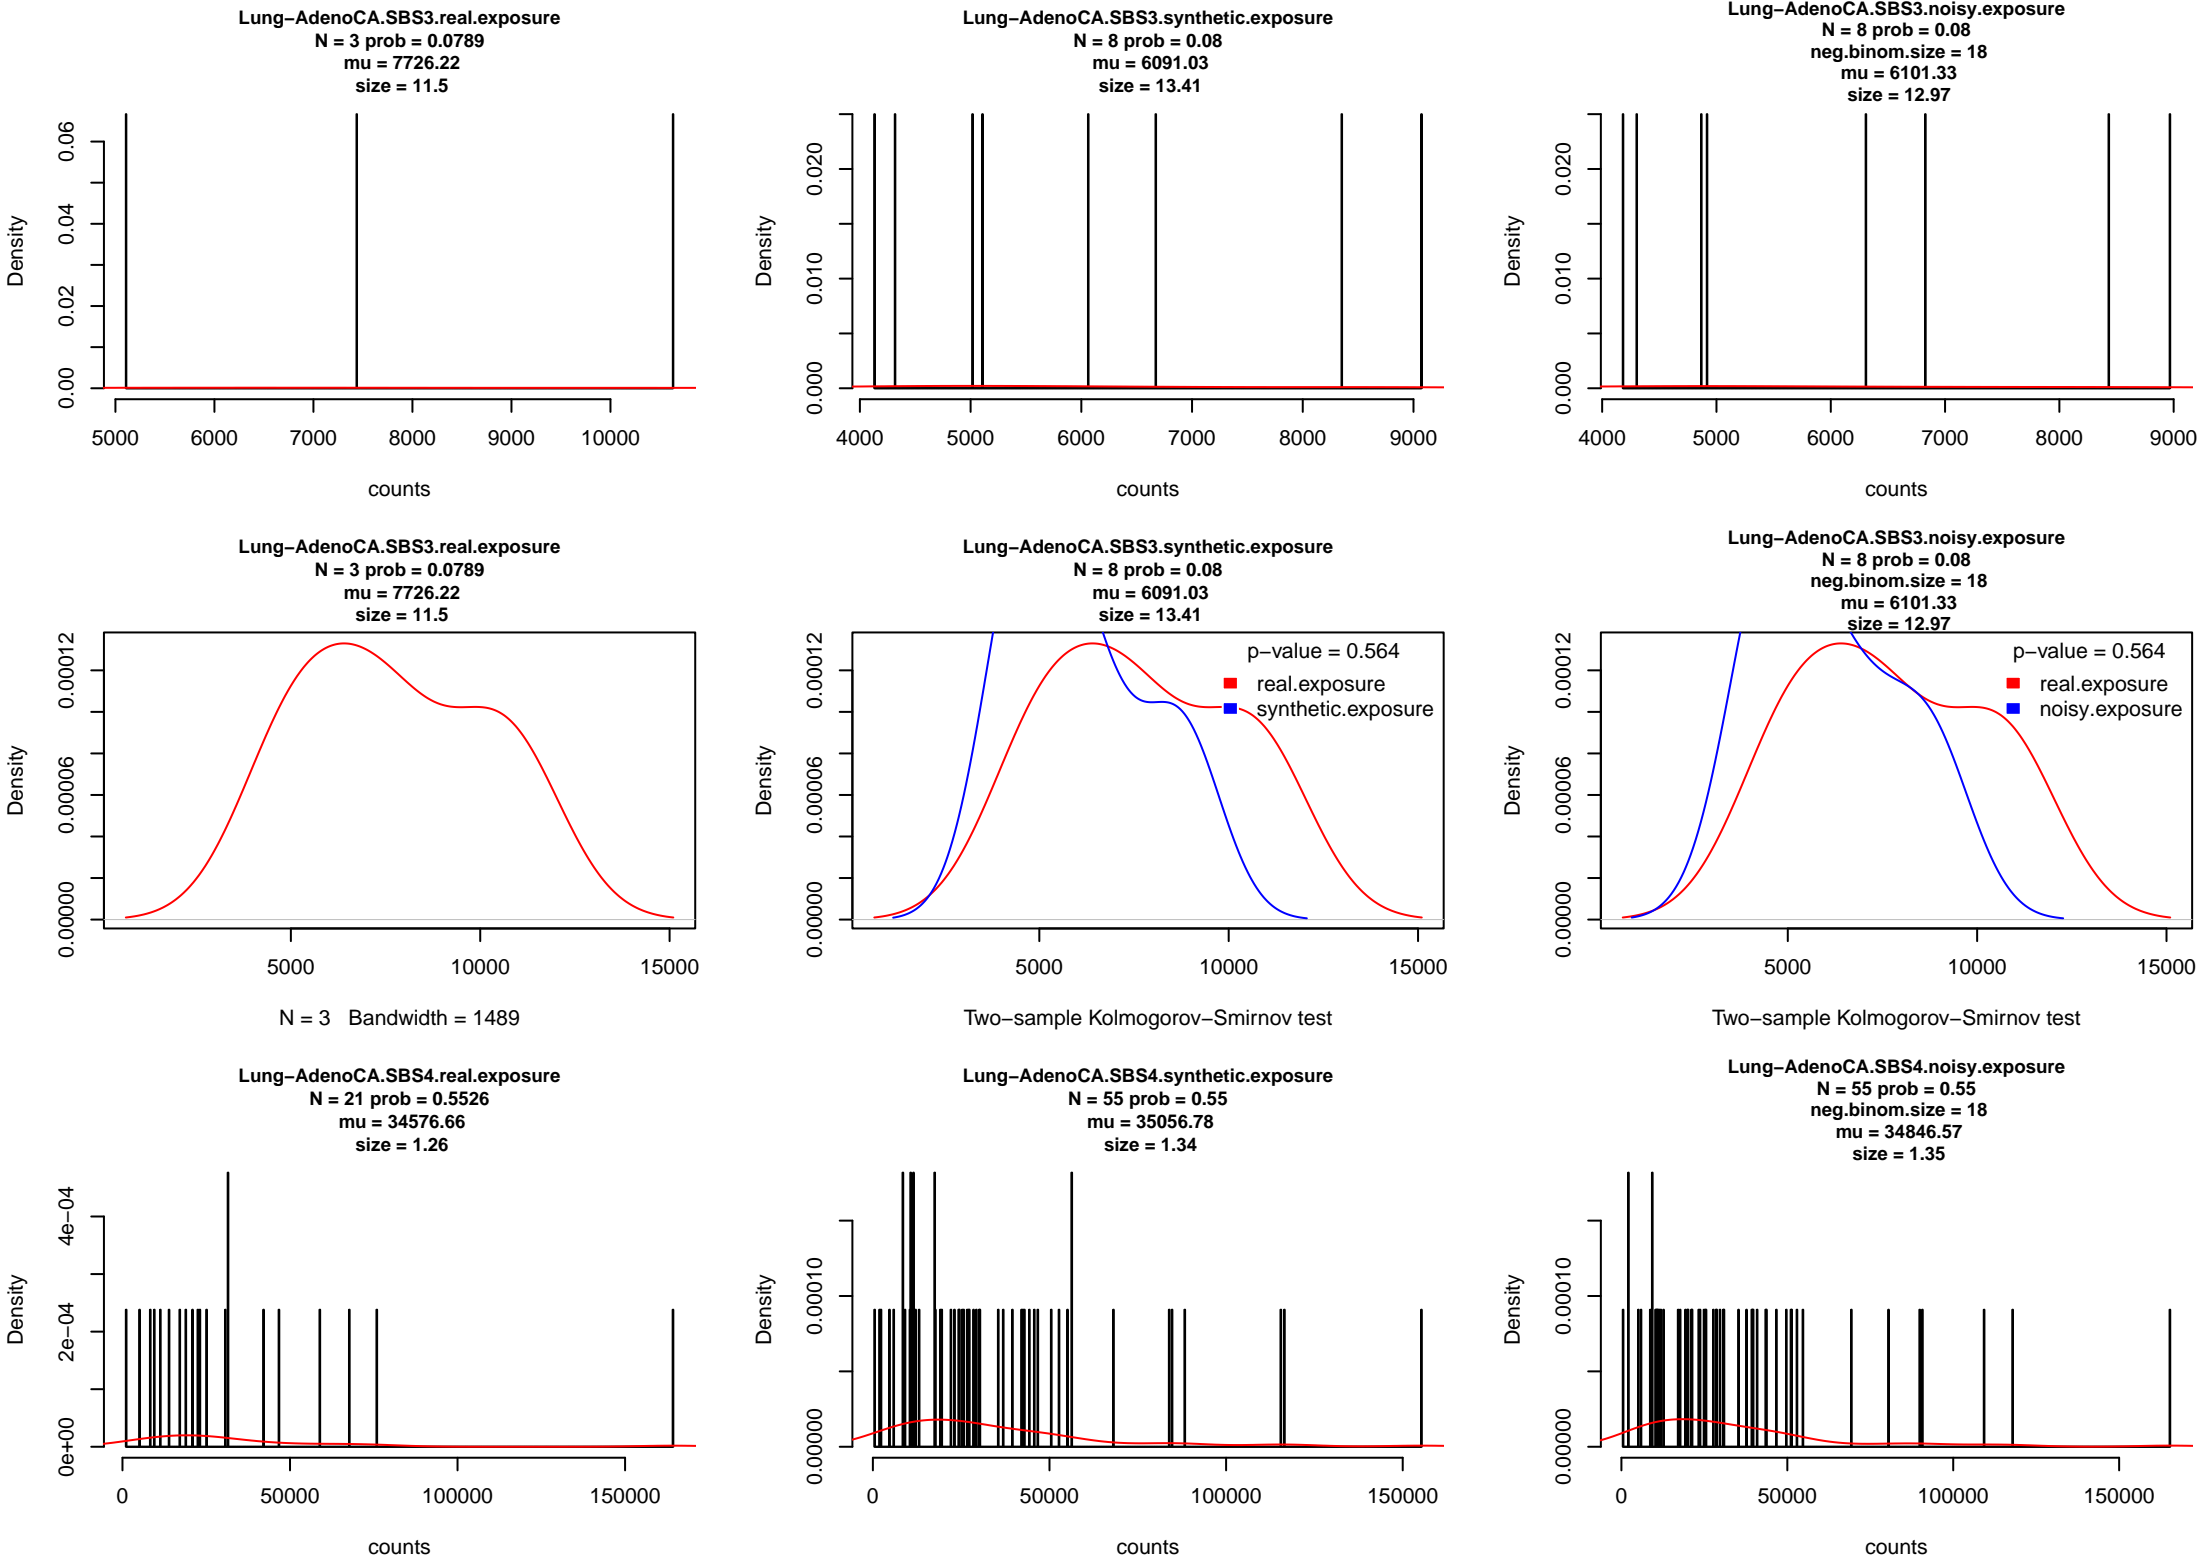 Lung-AdenoCA.SBS3.real.exposure
N = 3 prob = 0.0789
mu = 7726.22
size = 11.5
Density
0.00
0.02
0.04
0.06
5000 6000 7000 8000 9000 10000
counts
Lung-AdenoCA.SBS3.synthetic.exposure
N = 8 prob = 0.08
mu = 6091.03
size = 13.41
Density
0.000
0.010
0.020
4000 5000 6000 7000 8000 9000
counts
Lung-AdenoCA.SBS3.noisy.exposure
N = 8 prob = 0.08
neg.binom.size = 18
mu = 6101.33
size = 12.97
Density
0.000
0.010
0.020
4000 5000 6000 7000 8000 9000
counts
Lung-AdenoCA.SBS3.real.exposure
N = 3 prob = 0.0789
mu = 7726.22
size = 11.5
Density
0.00000
0.00006
0.00012
5000 10000 15000
N = 3 Bandwidth = 1489
Lung-AdenoCA.SBS3.synthetic.exposure
N = 8 prob = 0.08
mu = 6091.03
size = 13.41
p-value = 0.564
real.exposure
synthetic.exposure
Density
0.00000
0.00006
0.00012
5000 10000 15000
Two-sample Kolmogorov-Smirnov test
Lung-AdenoCA.SBS3.noisy.exposure
N = 8 prob = 0.08
neg.binom.size = 18
mu = 6101.33
size = 12.97
p-value = 0.564
real.exposure
noisy.exposure
Density
0.00000
0.00006
0.00012
5000 10000 15000
Two-sample Kolmogorov-Smirnov test
Lung-AdenoCA.SBS4.real.exposure
N = 21 prob = 0.5526
mu = 34576.66
size = 1.26
Density
0e+00
2e-04
4e-04
0 50000 100000 150000
counts
Lung-AdenoCA.SBS4.synthetic.exposure
N = 55 prob = 0.55
mu = 35056.78
size = 1.34
Density
0.00000
0.00010
0 50000 100000 150000
counts
Lung-AdenoCA.SBS4.noisy.exposure
N = 55 prob = 0.55
neg.binom.size = 18
mu = 34846.57
size = 1.35
Density
0.00000
0.00010
0 50000 100000 150000
counts